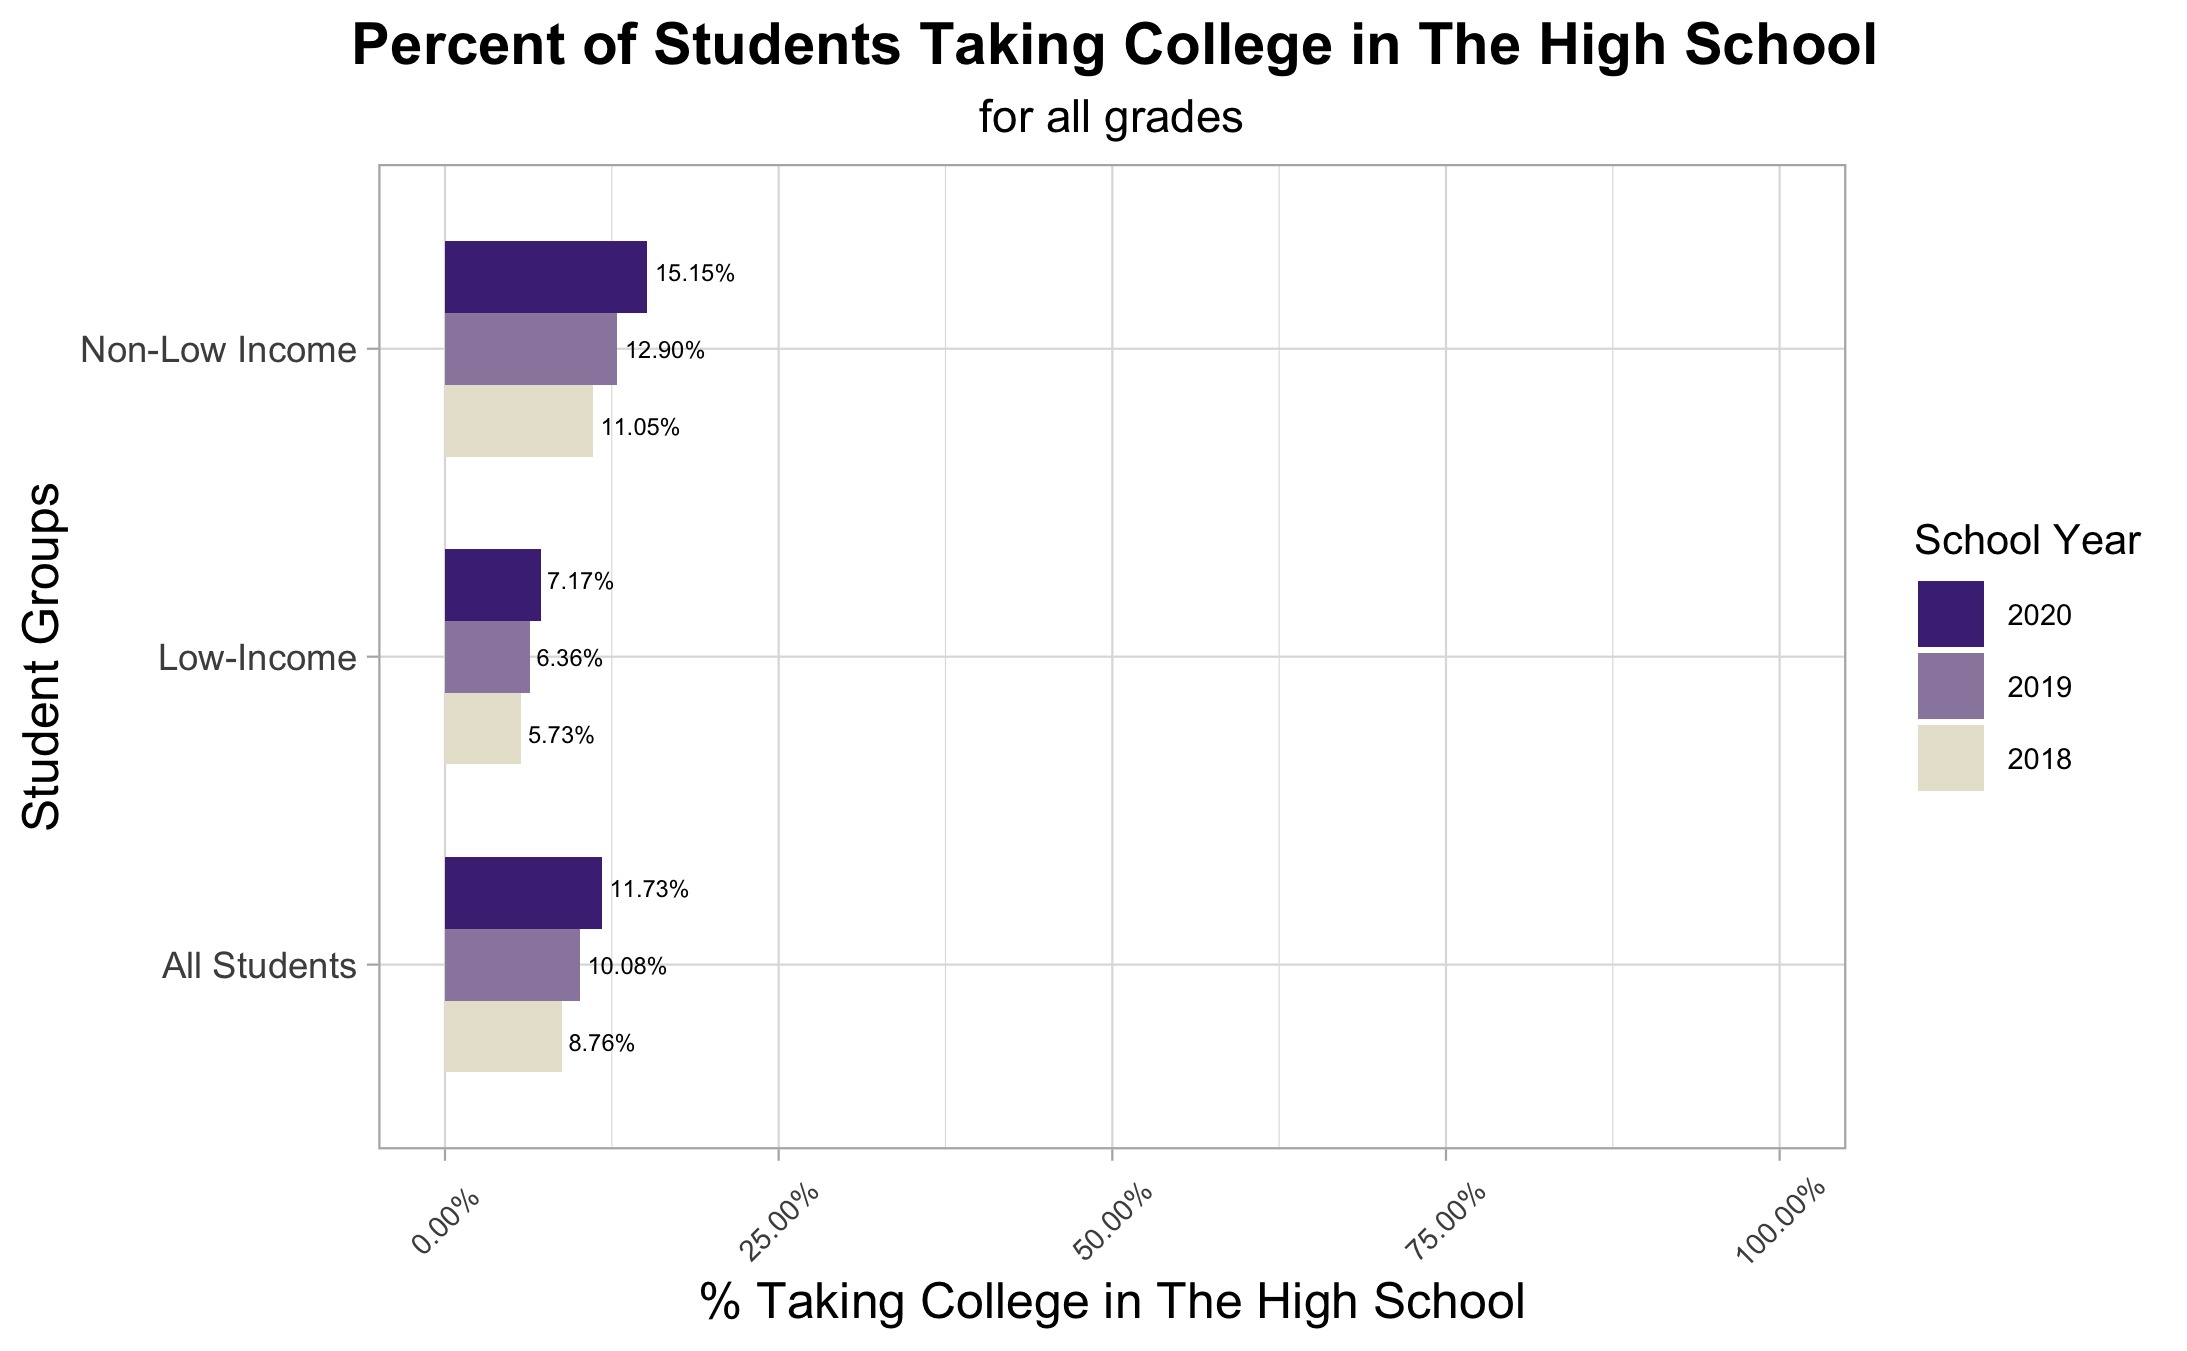 Percent of Students Taking College in The High School
for all grades
Student Groups
Non-Low Income
15.15%
12.90%
11.05%
Low-Income
7.17%
6.36%
5.73%
All Students
11.73%
10.08%
8.76%
0.00%
25.00%
50.00%
75.00%
100.00%
% Taking College in The High School
School Year
2020
2019
2018